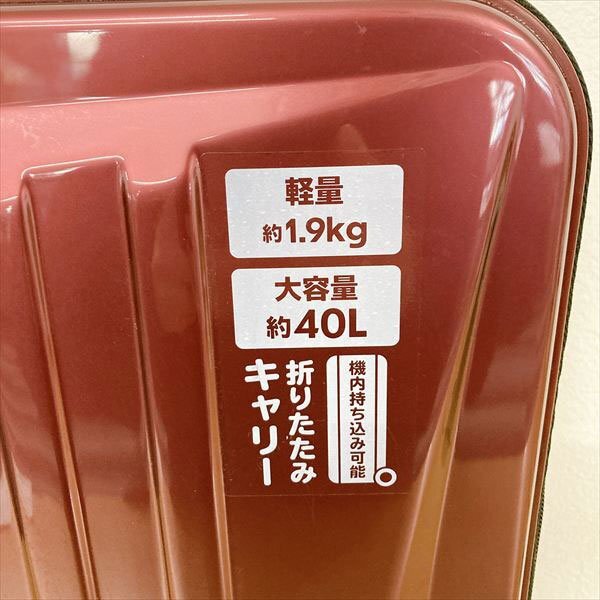 軽量
約1.9kg
大容量
約40L
機内持ち込み可能
折りたたみ
キャリー